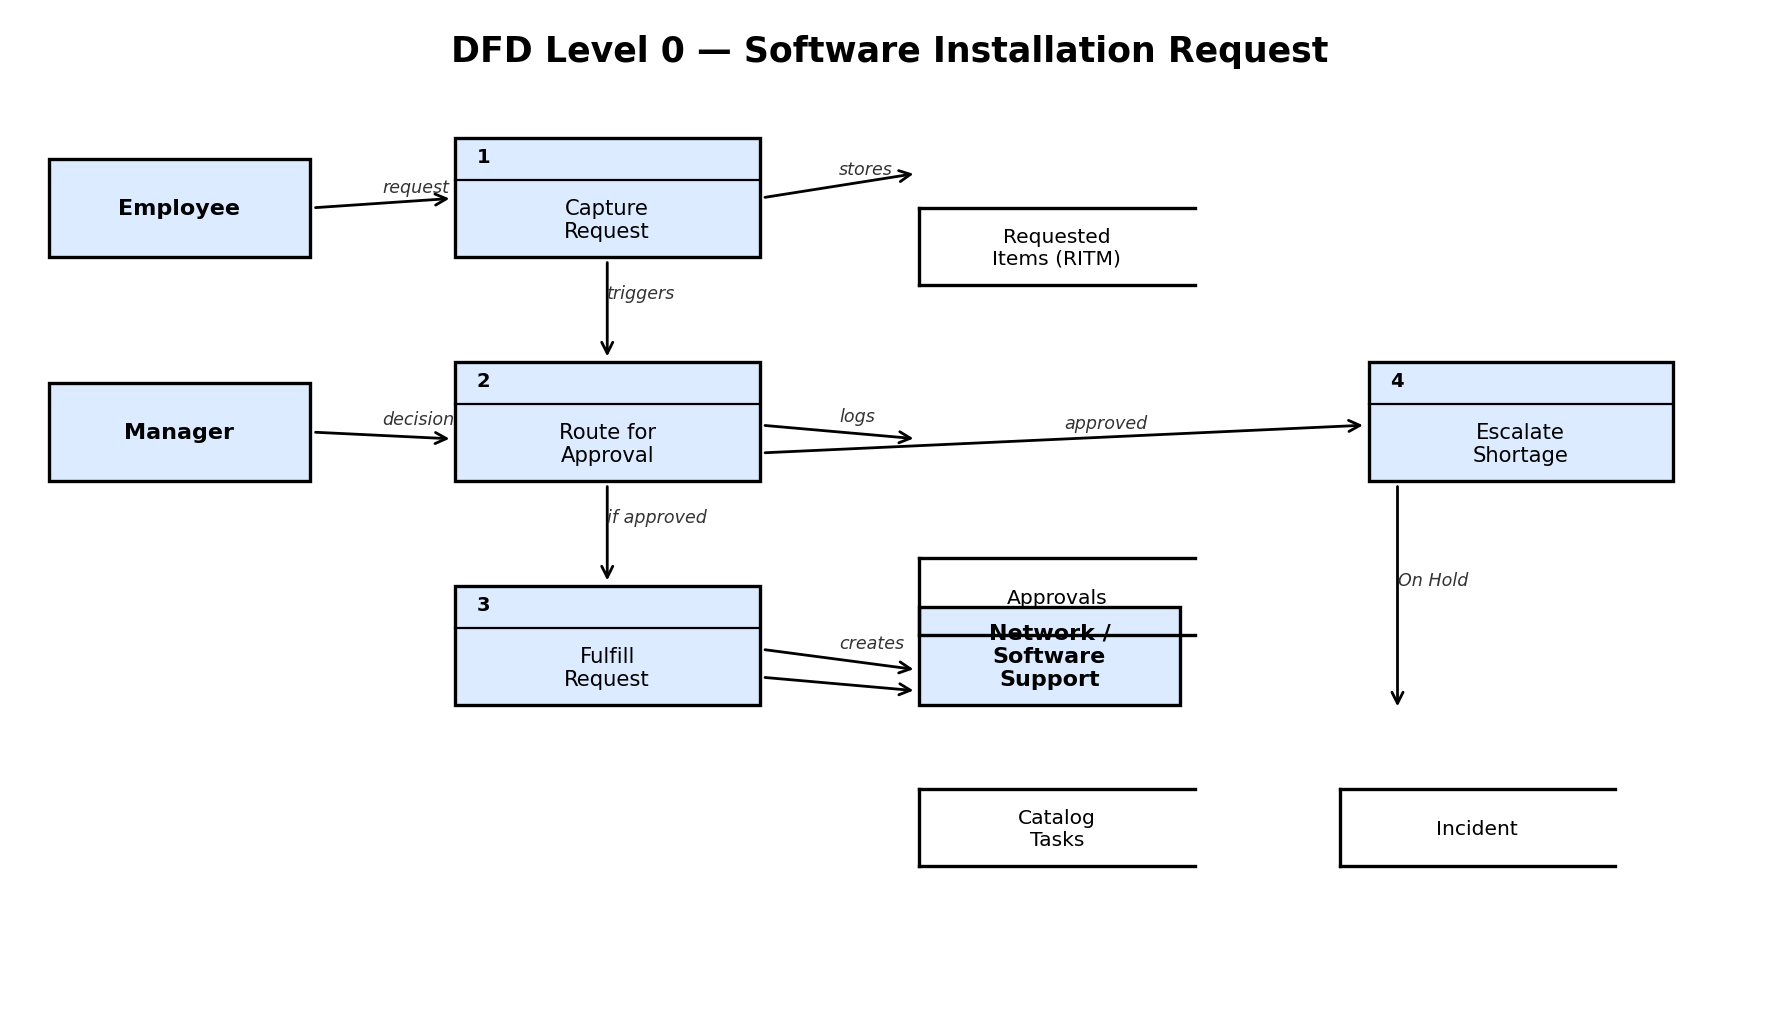 DFD Level 0 — Software Installation Request
Employee
request
1
Capture
Request
stores
Requested
Items (RITM)
triggers
Manager
decision
2
Route for
Approval
logs
approved
4
Escalate
Shortage
if approved
On Hold
3
Fulfill
Request
creates
Approvals
Network /
Software
Support
Catalog
Tasks
Incident